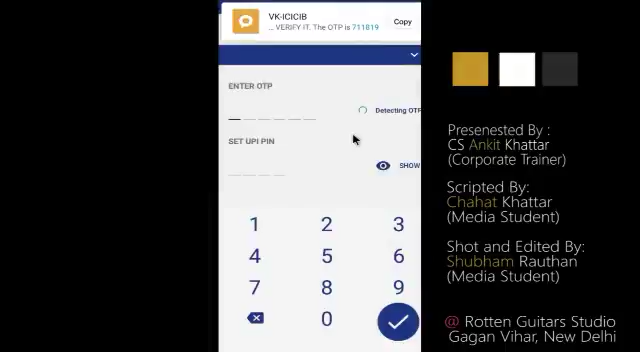 VK-ICICIB
... VERIFY IT. The OTP is 711819
Copy
ENTER OTP
Detecting OTP
SET UPI PIN
SHOW
1 2 3
4 5 6
7 8 9
0
Presenested By :
CS Ankit Khattar
(Corporate Trainer)
Scripted By:
Chahat Khattar
(Media Student)
Shot and Edited By:
Shubham Rauthan
(Media Student)
@ Rotten Guitars Studio
Gagan Vihar, New Delhi